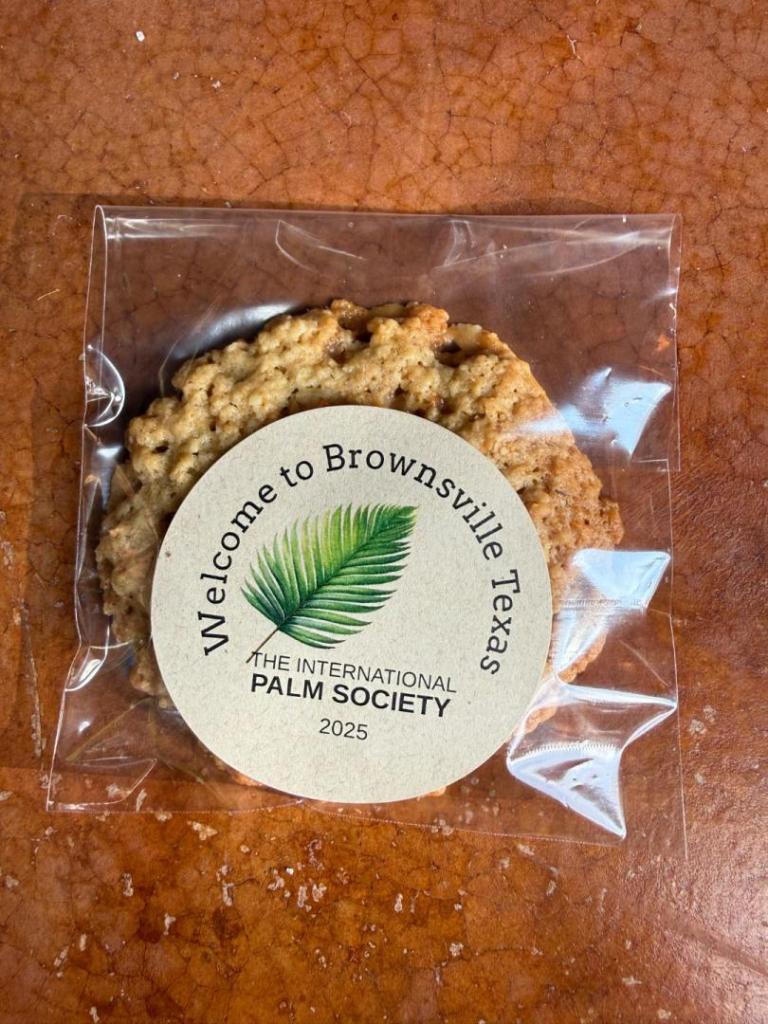 Welcome to Brownsville Texas
THE INTERNATIONAL
PALM SOCIETY
2025